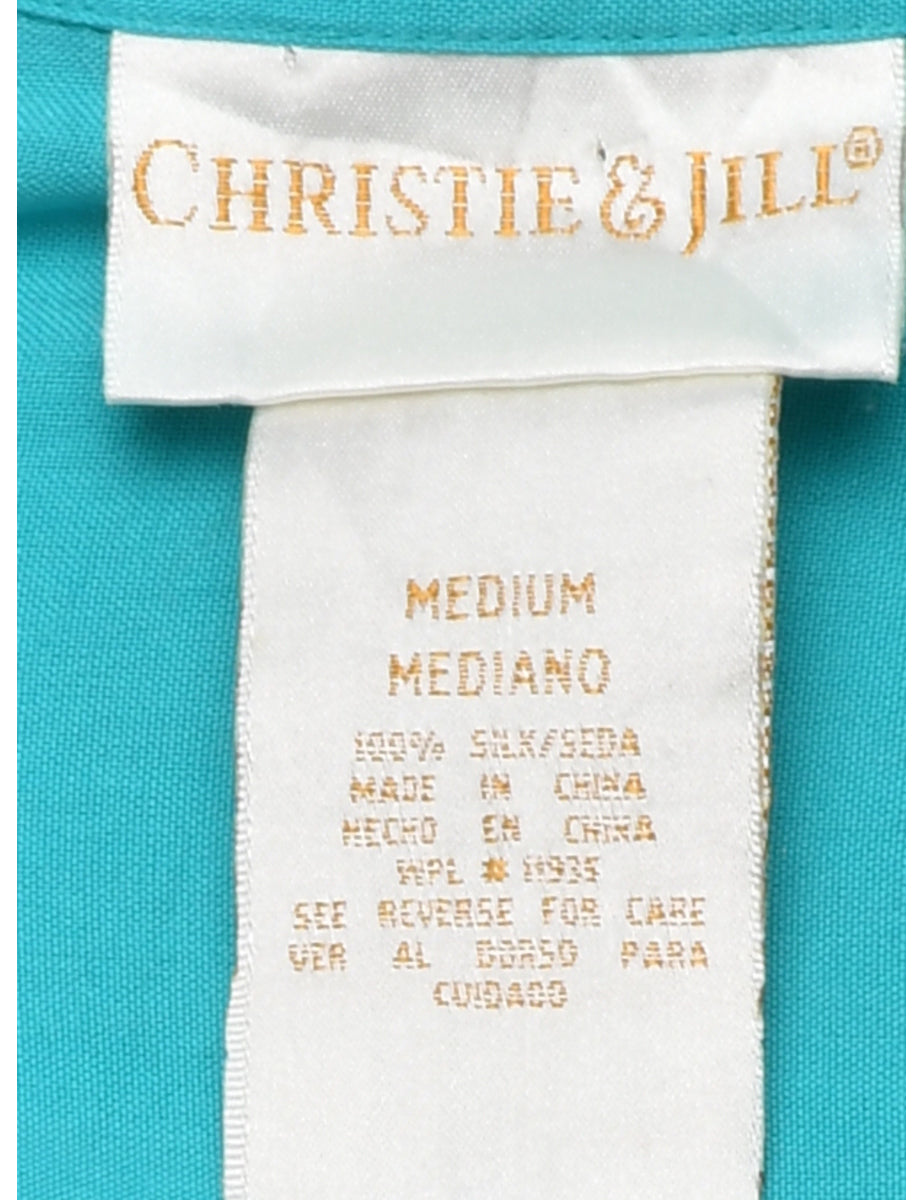 CHRISTIE & JILL®
MEDIUM
MEDIANO
100% SILK/SEDA
MADE IN CHINA
HECHO EN CHINA
WPL # 11935
SEE REVERSE FOR CARE
VER AL DORSO PARA
CUIDADO